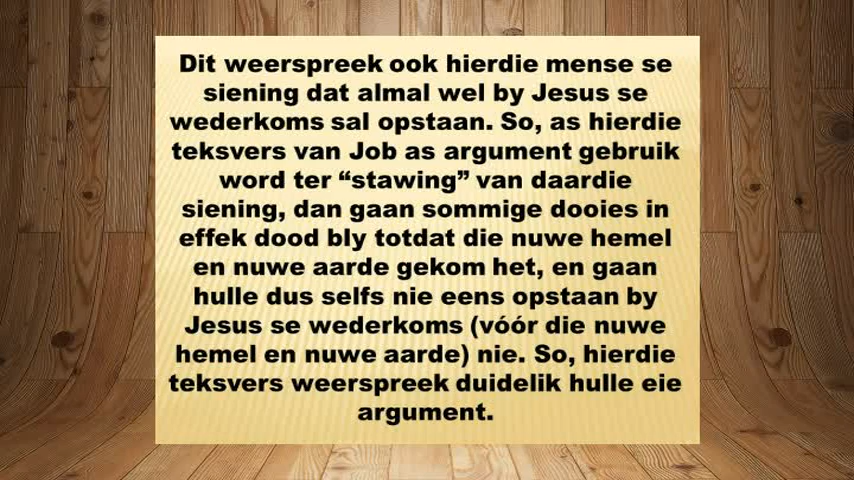 Dit weerspreek ook hierdie mense se
siening dat almal wel by Jesus se
wederkoms sal opstaan. So, as hierdie
teksvers van Job as argument gebruik
word ter “stawing” van daardie
siening, dan gaan sommige dooies in
effek dood bly totdat die nuwe hemel
en nuwe aarde gekom het, en gaan
hulle dus selfs nie eens opstaan by
Jesus se wederkoms (vóór die nuwe
hemel en nuwe aarde) nie. So, hierdie
teksvers weerspreek duidelik hulle eie
argument.